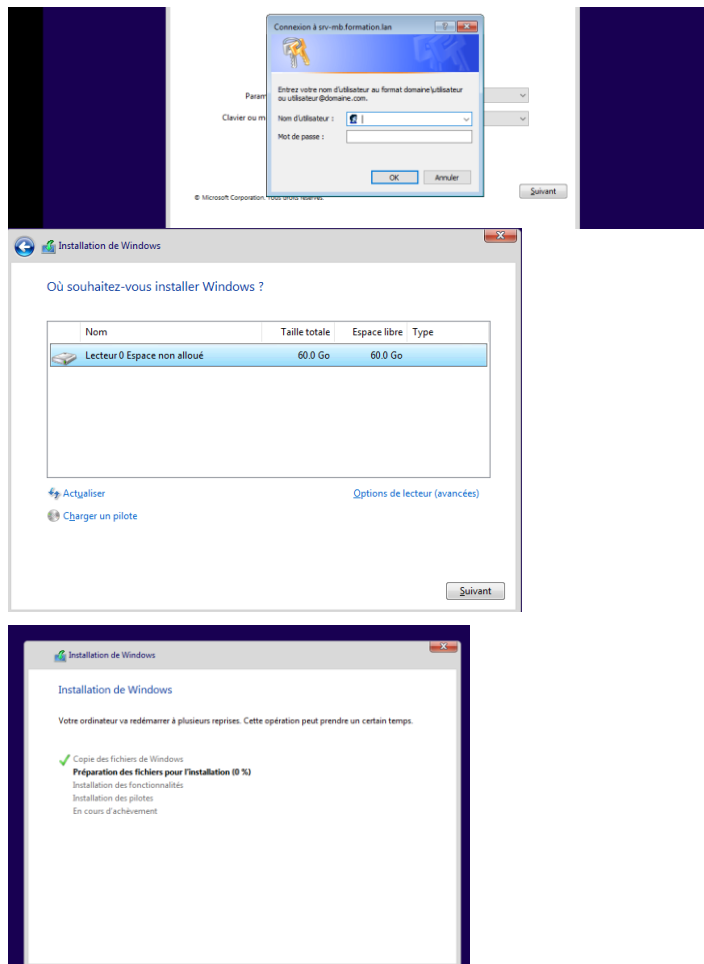 Connexion à srv-mb.formation.lan
Entrez votre nom d'utilisateur au format domaine\utilisateur
ou utilisateur@domaine.com.
Param
Clavier ou m
Nom d'utilisateur :
Mot de passe :
OK
Annuler
Suivant
© Microsoft Corporation. Tous droits réservés.
Installation de Windows
Où souhaitez-vous installer Windows ?
Nom Taille totale Espace libre Type
Lecteur 0 Espace non alloué 60.0 Go 60.0 Go
Actualiser
Options de lecteur (avancées)
Charger un pilote
Suivant
Installation de Windows
Installation de Windows
Votre ordinateur va redémarrer à plusieurs reprises. Cette opération peut prendre un certain temps.
Copie des fichiers de Windows
Préparation des fichiers pour l'installation (0 %)
Installation des fonctionnalités
Installation des pilotes
En cours d'achèvement